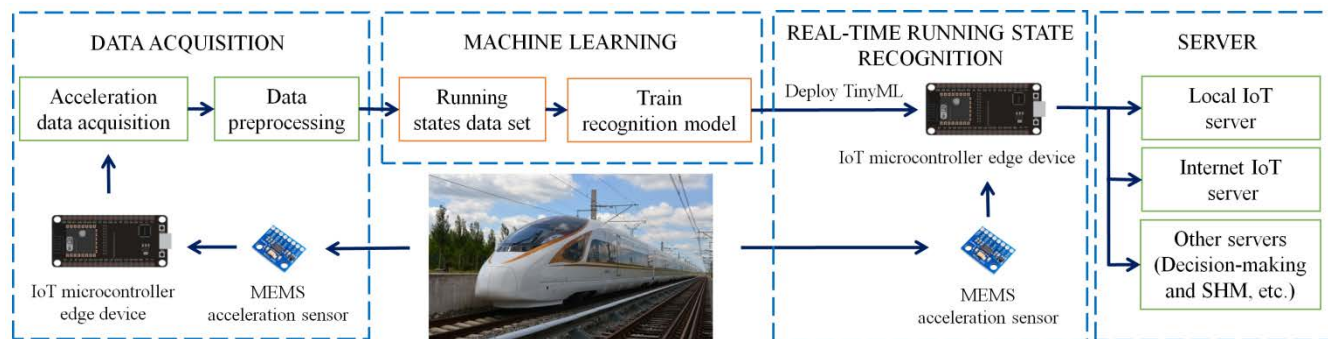 DATA ACQUISITION
Acceleration
data acquisition
Data
preprocessing
IoT microcontroller
edge device
MEMS
acceleration sensor
MACHINE LEARNING
Running
states data set
Train
recognition model
REAL-TIME RUNNING STATE
RECOGNITION
Deploy TinyML
IoT microcontroller edge device
MEMS
acceleration sensor
SERVER
Local IoT
server
Internet IoT
server
Other servers
(Decision-making
and SHM, etc.)